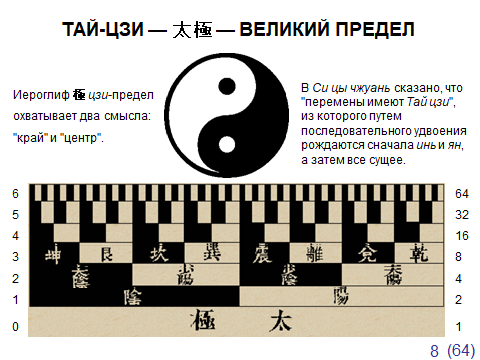 ТАЙ-ЦЗИ — 太極 — ВЕЛИКИЙ ПРЕДЕЛ
Иероглиф 極 цзи-предел
охватывает два смысла:
"край" и "центр".
В Си цы чжуань сказано, что
"перемены имеют Тай цзи",
из которого путем
последовательного удвоения
рождаются сначала инь и ян,
а затем все сущее.
6 64
5 32
4 16
3 坤 艮 坎 巽 震 離 兌 乾 8
2 太陰 少陽 少陰 太陽 4
1 陰 陽 2
0 極 太 1
8 (64)